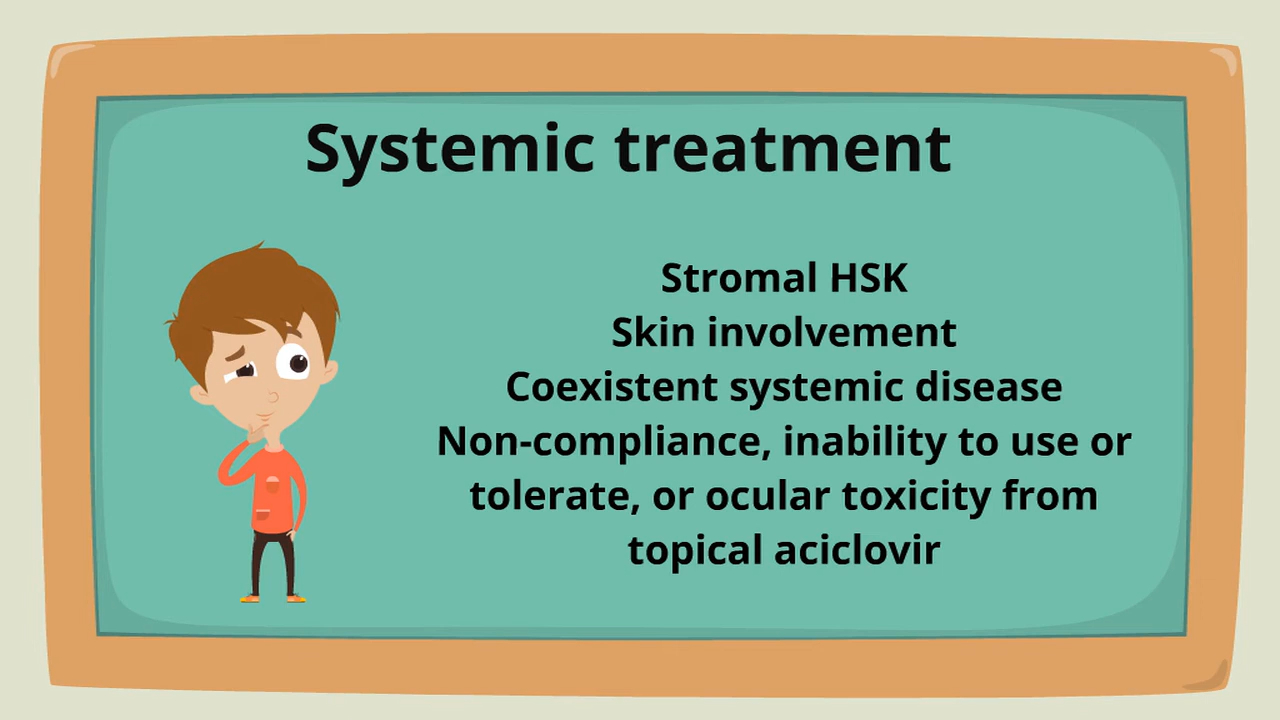 Systemic treatment
Stromal HSK
Skin involvement
Coexistent systemic disease
Non-compliance, inability to use or
tolerate, or ocular toxicity from
topical aciclovir